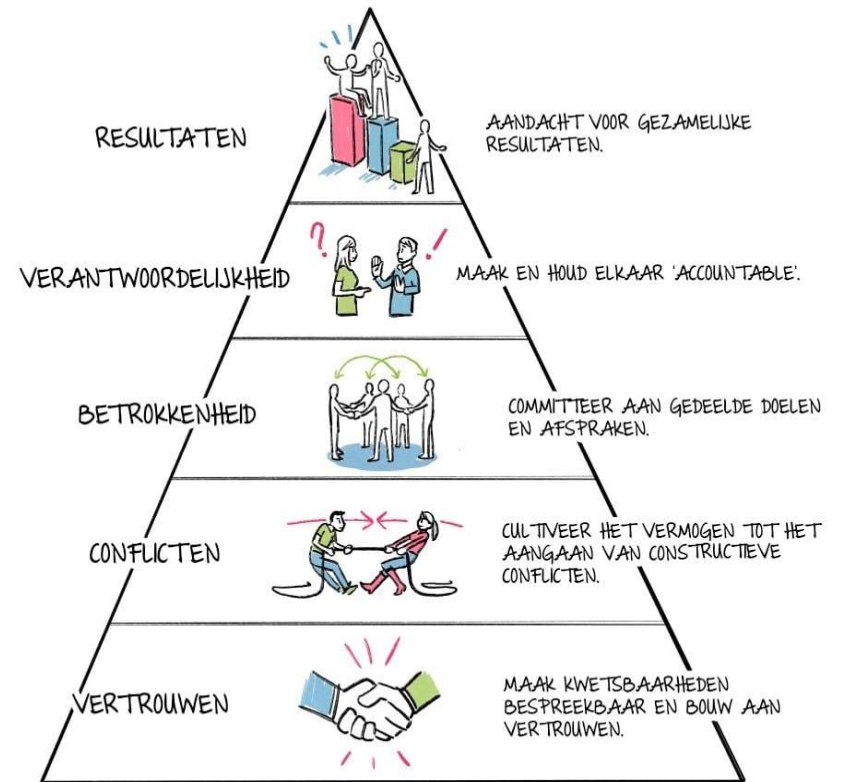 RESULTATEN
AANDACHT VOOR GEZAMELIJKE
RESULTATEN.
?
!
VERANTWOORDELIJKHEID
MAAK EN HOUD ELKAAR 'ACCOUNTABLE'.
BETROKKENHEID
COMMITTEER AAN GEDEELDE DOELEN
EN AFSPRAKEN.
CONFLICTEN
CULTIVEER HET VERMOGEN TOT HET
AANGAAN VAN CONSTRUCTIEVE
CONFLICTEN.
VERTROUWEN
MAAK KWETSBAARHEDEN
BESPREEKBAAR EN BOUW AAN
VERTROUWEN.